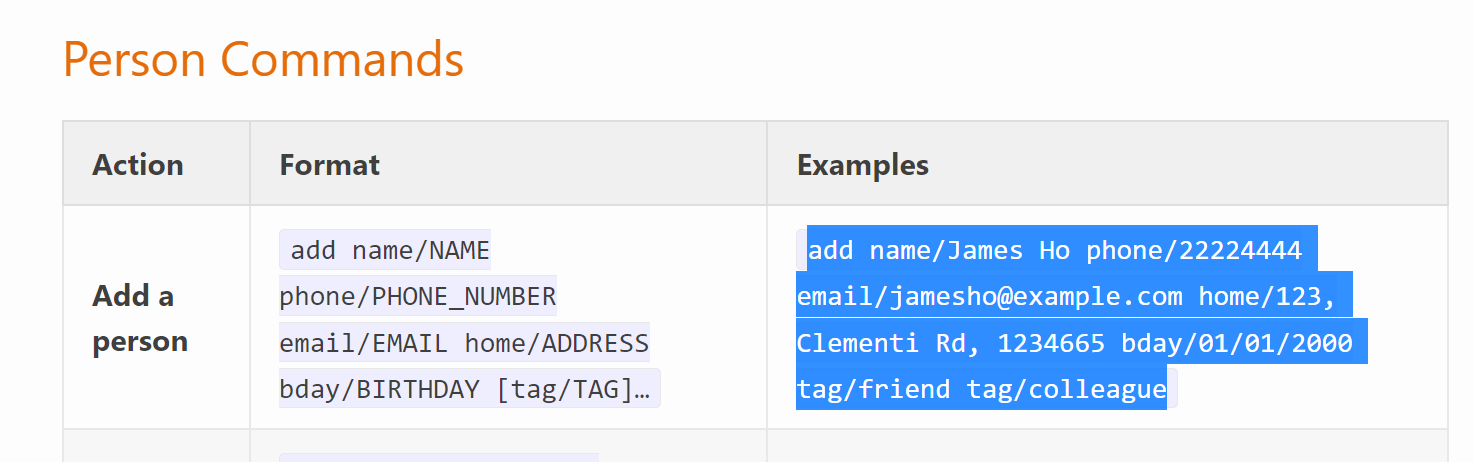 Person Commands
Action Format Examples
Add a person
add name/NAME
phone/PHONE_NUMBER
email/EMAIL home/ADDRESS
bday/BIRTHDAY [tag/TAG]…
add name/James Ho phone/22224444
email/jamesho@example.com home/123,
Clementi Rd, 1234665 bday/01/01/2000
tag/friend tag/colleague